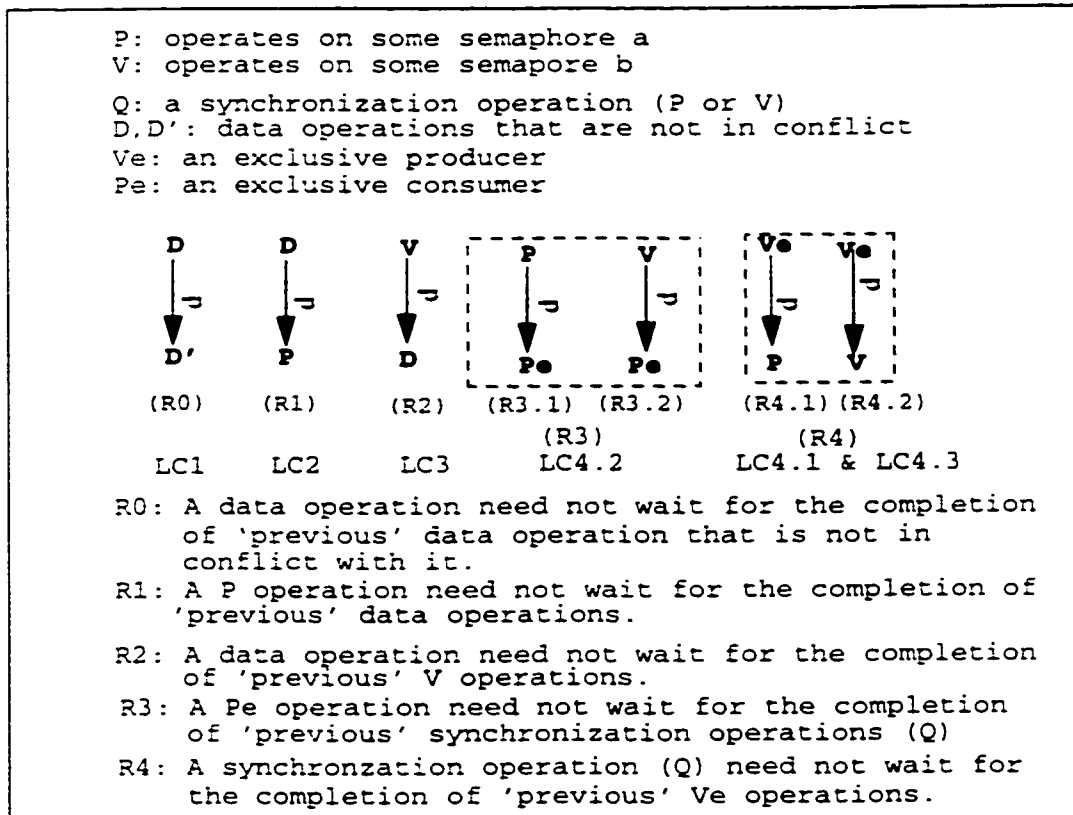 P: operates on some semaphore a
V: operates on some semapore b
Q: a synchronization operation (P or V)
D,D': data operations that are not in conflict
Ve: an exclusive producer
Pe: an exclusive consumer
D D V P V Ve Ve
p p p p p p p
D' P D Pe Pe P V
(R0) (R1) (R2) (R3.1) (R3.2) (R4.1) (R4.2)
(R3) (R4)
LC1 LC2 LC3 LC4.2 LC4.1 & LC4.3
R0: A data operation need not wait for the completion
of 'previous' data operation that is not in
conflict with it.
R1: A P operation need not wait for the completion of
'previous' data operations.
R2: A data operation need not wait for the completion
of 'previous' V operations.
R3: A Pe operation need not wait for the completion
of 'previous' synchronization operations (Q)
R4: A synchronzation operation (Q) need not wait for
the completion of 'previous' Ve operations.